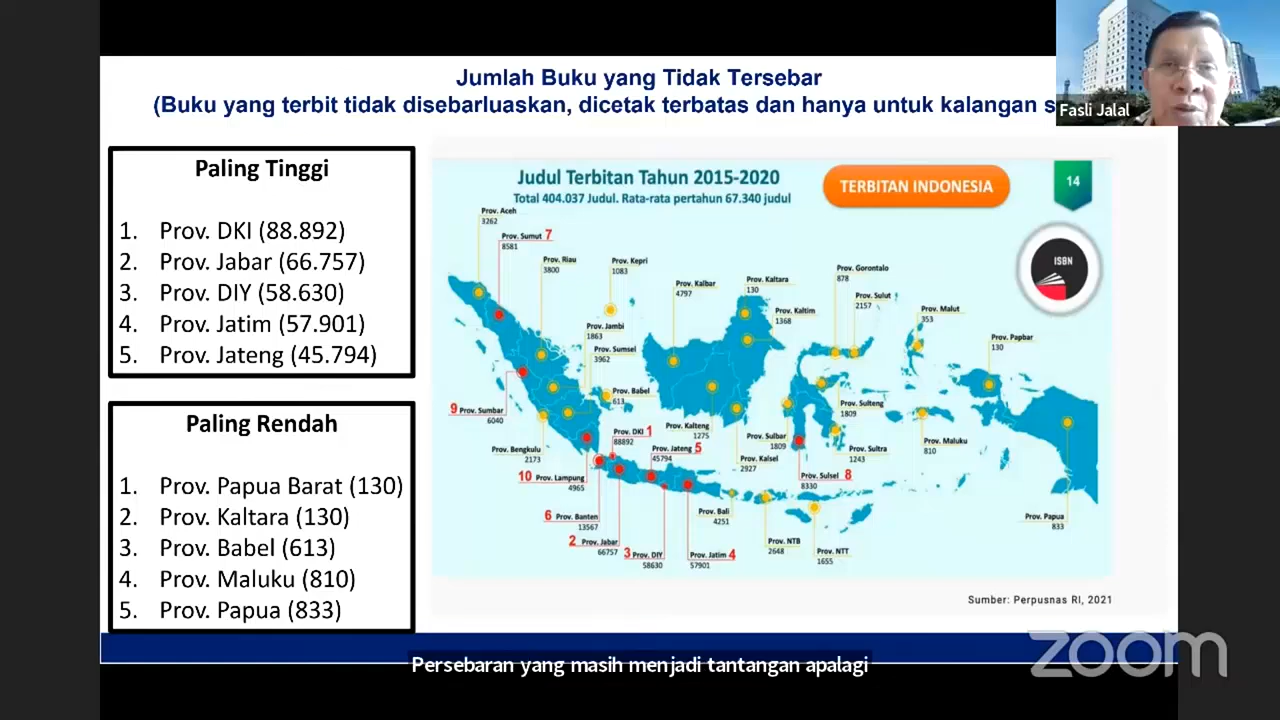 Jumlah Buku yang Tidak Tersebar
(Buku yang terbit tidak disebarluaskan, dicetak terbatas dan hanya untuk kalangan
Fasli Jalal
Paling Tinggi
1. Prov. DKI (88.892)
2. Prov. Jabar (66.757)
3. Prov. DIY (58.630)
4. Prov. Jatim (57.901)
5. Prov. Jateng (45.794)
Paling Rendah
1. Prov. Papua Barat (130)
2. Prov. Kaltara (130)
3. Prov. Babel (613)
4. Prov. Maluku (810)
5. Prov. Papua (833)
Judul Terbitan Tahun 2015-2020
Total 404.037 Judul. Rata-rata pertahun 67.340 judul
TERBITAN INDONESIA
14
ISBN
Prov. Aceh
3262
Prov. Sumut 7
8581
Prov. Riau
3800
Prov. Kepri
1083
Prov. Kalbar
4797
Prov. Kaltara
130
Prov. Kaltim
1368
Prov. Gorontalo
878
Prov. Sulut
2157
Prov. Malut
353
Prov. Papbar
130
Prov. Jambi
1863
Prov. Sumsel
3962
Prov. Babel
613
9 Prov. Sumbar
6040
Prov. Bengkulu
2173
10 Prov. Lampung
4965
6 Prov. Banten
13567
2 Prov. Jabar
66757
3 Prov. DIY
58630
Prov. Jatim 4
57901
Prov. DKI 1
88892
Prov. Jateng 5
45794
Prov. Kalteng
1275
Prov. Kalsel
2927
Prov. Sulbar
1809
Prov. Sulsel 8
8330
Prov. Sulteng
1809
Prov. Sultra
1243
Prov. Maluku
810
Prov. Bali
4251
Prov. NTB
2648
Prov. NTT
1655
Prov. Papua
833
Sumber: Perpusnas RI, 2021
Persebaran yang masih menjadi tantangan apalagi
zoom